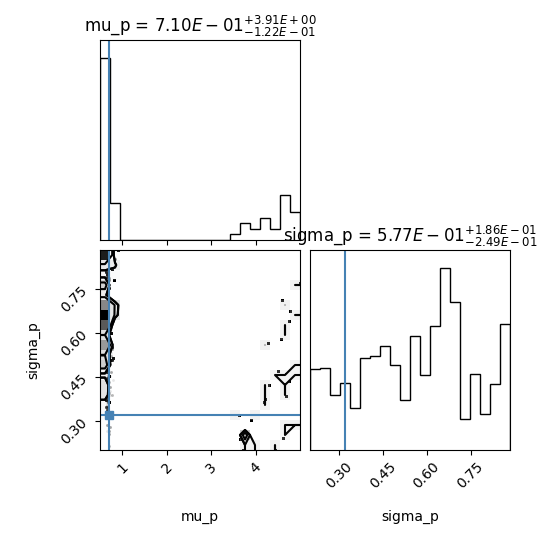 mu_p = 7.10E − 01 +3.91E+00 −1.22E−01
sigma_p = 5.77E − 01 +1.86E−01 −2.49E−01
sigma_p
0.75
0.60
0.45
0.30
1 2 3 4
0.30 0.45 0.60 0.75
mu_p
sigma_p